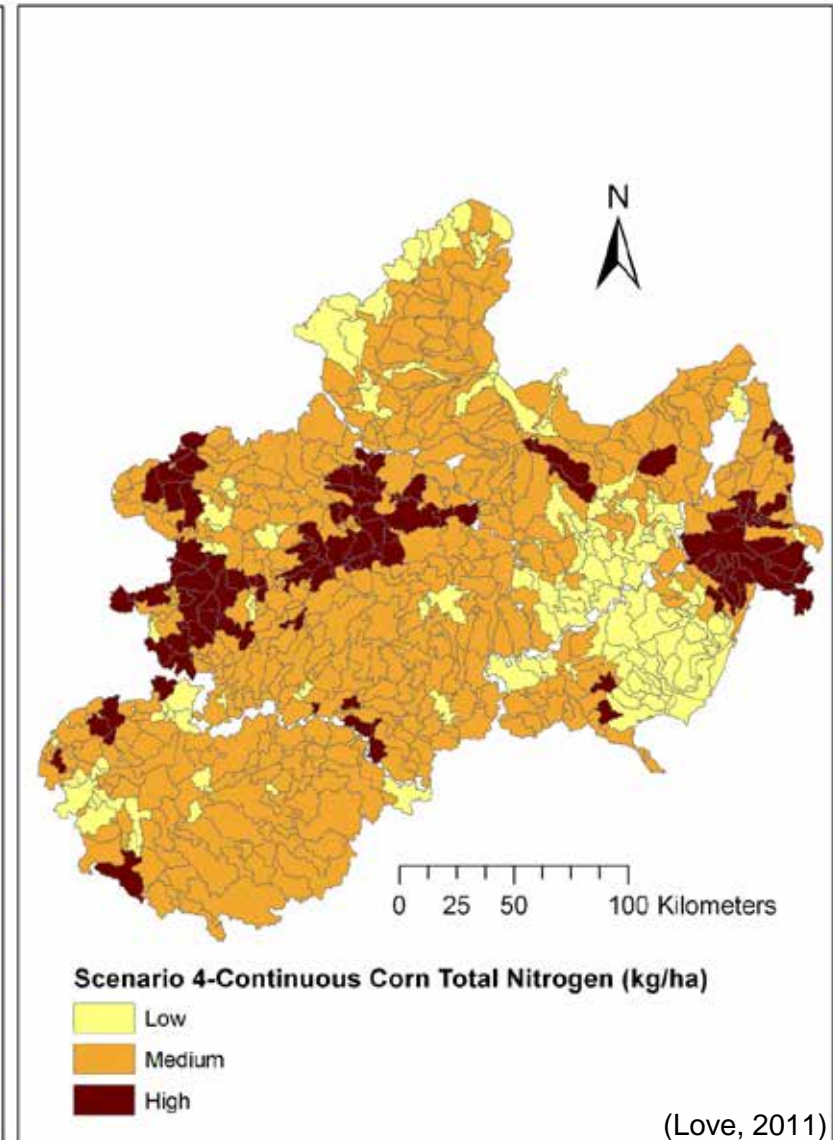 N
0 25 50 100 Kilometers
Scenario 4-Continuous Corn Total Nitrogen (kg/ha)
Low
Medium
High
(Love, 2011)